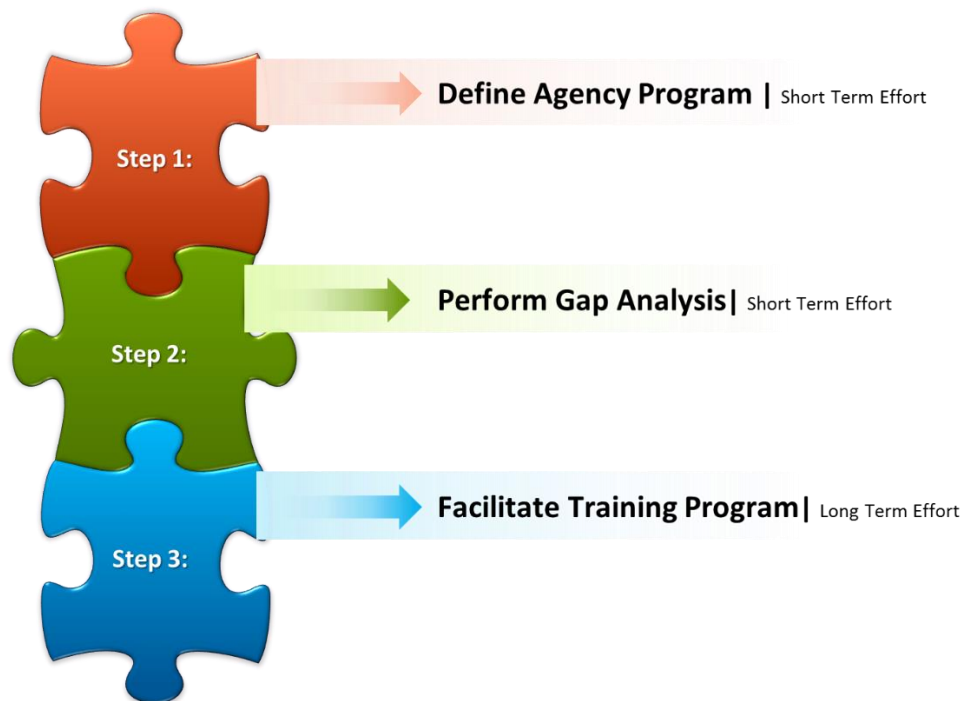 Step 1:
Define Agency Program | Short Term Effort
Step 2:
Perform Gap Analysis| Short Term Effort
Step 3:
Facilitate Training Program| Long Term Effort